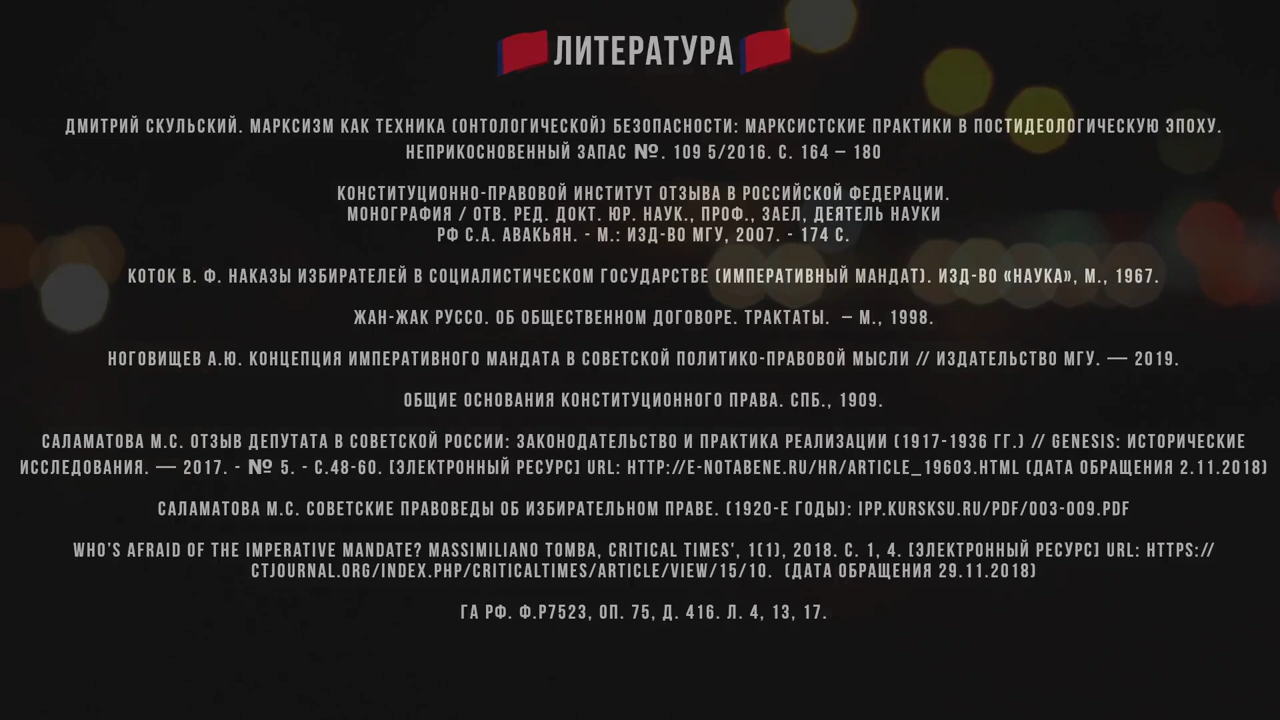 ЛИТЕРАТУРА
ДМИТРИЙ СКУЛЬСКИЙ. МАРКСИЗМ КАК ТЕХНИКА (ОНТОЛОГИЧЕСКОЙ) БЕЗОПАСНОСТИ: МАРКСИСТСКИЕ ПРАКТИКИ В ПОСТИДЕОЛОГИЧЕСКУЮ ЭПОХУ.
НЕПРИКОСНОВЕННЫЙ ЗАПАС №. 109 5/2016. С. 164 – 180
КОНСТИТУЦИОННО-ПРАВОВОЙ ИНСТИТУТ ОТЗЫВА В РОССИЙСКОЙ ФЕДЕРАЦИИ.
МОНОГРАФИЯ / ОТВ. РЕД. ДОКТ. ЮР. НАУК., ПРОФ., ЗАЕЛ, ДЕЯТЕЛЬ НАУКИ
РФ С.А. АВАКЬЯН. - М.: ИЗД-ВО МГУ, 2007. - 174 С.
КОТОК В. Ф. НАКАЗЫ ИЗБИРАТЕЛЕЙ В СОЦИАЛИСТИЧЕСКОМ ГОСУДАРСТВЕ (ИМПЕРАТИВНЫЙ МАНДАТ). ИЗД-ВО «НАУКА», М., 1967.
ЖАН-ЖАК РУССО. ОБ ОБЩЕСТВЕННОМ ДОГОВОРЕ. ТРАКТАТЫ. – М., 1998.
НОГОВИЩЕВ А.Ю. КОНЦЕПЦИЯ ИМПЕРАТИВНОГО МАНДАТА В СОВЕТСКОЙ ПОЛИТИКО-ПРАВОВОЙ МЫСЛИ // ИЗДАТЕЛЬСТВО МГУ. — 2019.
ОБЩИЕ ОСНОВАНИЯ КОНСТИТУЦИОННОГО ПРАВА. СПБ., 1909.
САЛАМАТОВА М.С. ОТЗЫВ ДЕПУТАТА В СОВЕТСКОЙ РОССИИ: ЗАКОНОДАТЕЛЬСТВО И ПРАКТИКА РЕАЛИЗАЦИИ (1917-1936 ГГ.) // GENESIS: ИСТОРИЧЕСКИЕ
ИССЛЕДОВАНИЯ. — 2017. - № 5. - С.48-60. [ЭЛЕКТРОННЫЙ РЕСУРС] URL: HTTP://E-NOTABENE.RU/HR/ARTICLE_19603.HTML (ДАТА ОБРАЩЕНИЯ 2.11.2018)
САЛАМАТОВА М.С. СОВЕТСКИЕ ПРАВОВЕДЫ ОБ ИЗБИРАТЕЛЬНОМ ПРАВЕ. (1920-Е ГОДЫ): IPP.KURSKSU.RU/PDF/003-009.PDF
WHO'S AFRAID OF THE IMPERATIVE MANDATE? MASSIMILIANO TOMBA, CRITICAL TIMES', 1(1), 2018. С. 1, 4. [ЭЛЕКТРОННЫЙ РЕСУРС] URL: HTTPS://
CTJOURNAL.ORG/INDEX.PHP/CRITICALTIMES/ARTICLE/VIEW/15/10. (ДАТА ОБРАЩЕНИЯ 29.11.2018)
ГА РФ. Ф.Р7523, ОП. 75, Д. 416. Л. 4, 13, 17.